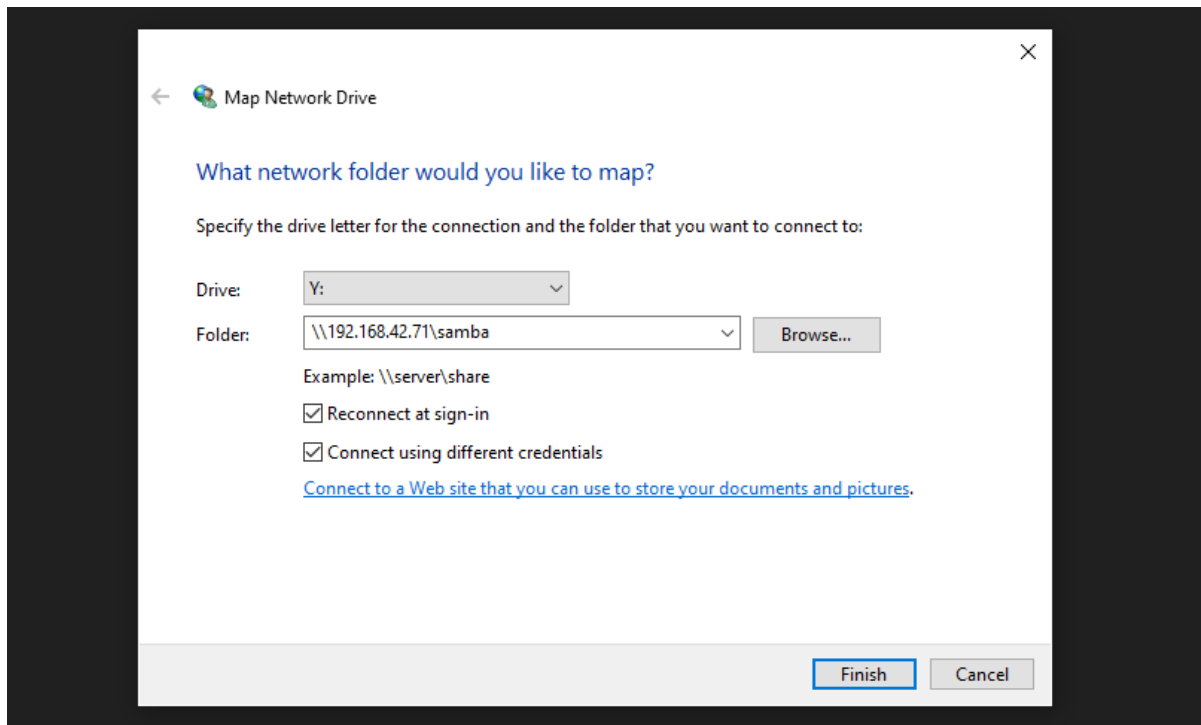 Map Network Drive
What network folder would you like to map?
Specify the drive letter for the connection and the folder that you want to connect to:
Drive: Y:
Folder: \\192.168.42.71\samba Browse...
Example: \\server\share
Reconnect at sign-in
Connect using different credentials
Connect to a Web site that you can use to store your documents and pictures.
Finish Cancel